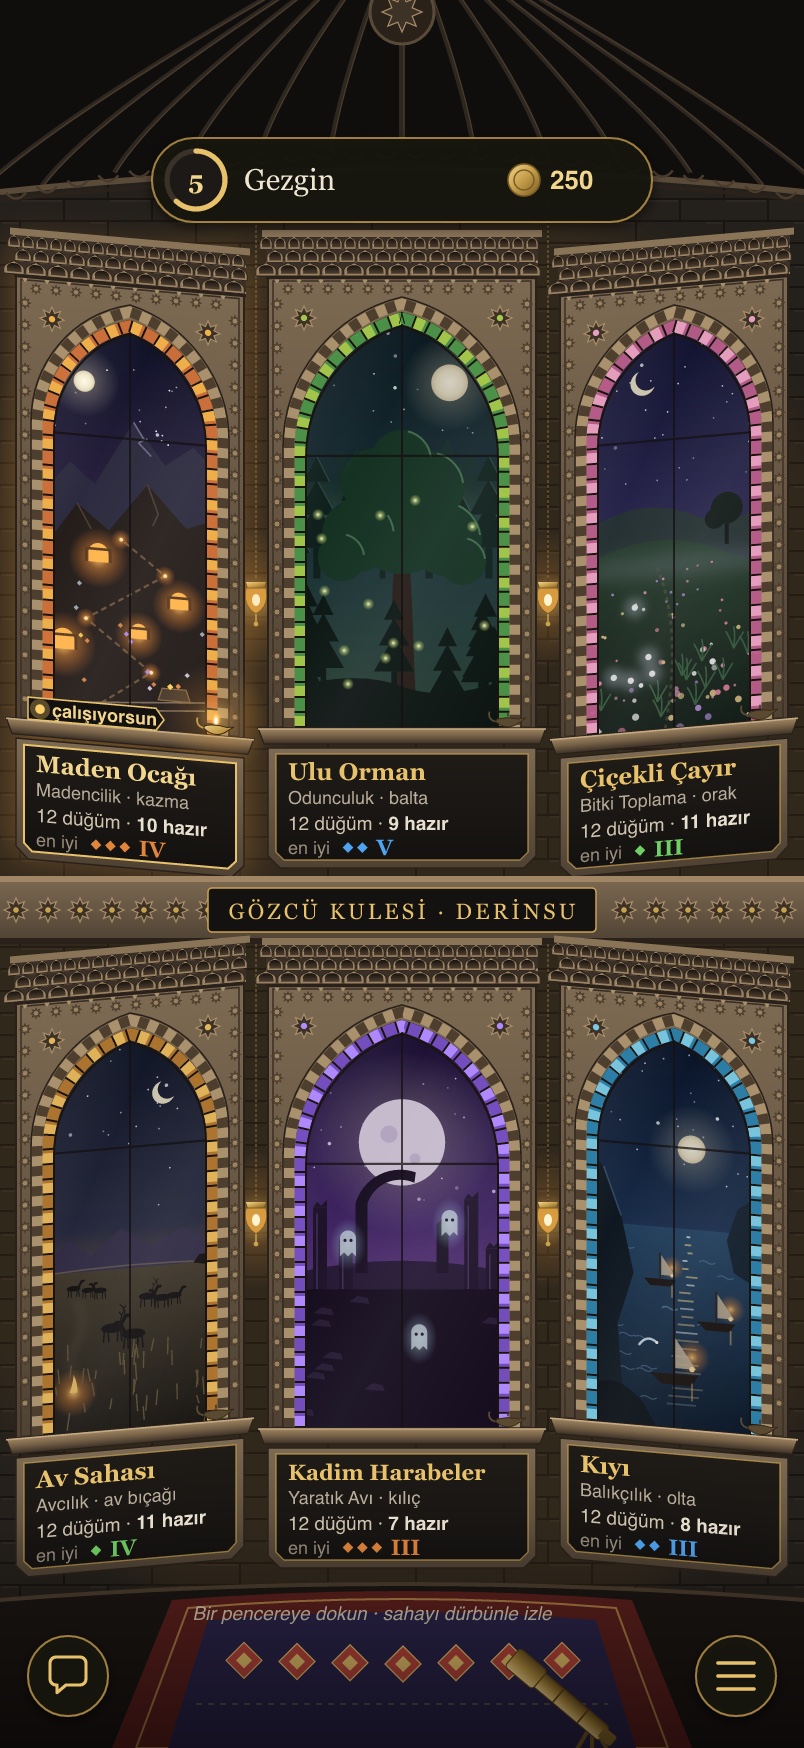 5 Gezgin 250
çalışıyorsun
Maden Ocağı
Madencilik · kazma
12 düğüm · 10 hazır
en iyi ◆◆◆ IV
Ulu Orman
Odunculuk · balta
12 düğüm · 9 hazır
en iyi ◆◆ V
Çiçekli Çayır
Bitki Toplama · orak
12 düğüm · 11 hazır
en iyi ◆ III
GÖZCÜ KULESİ · DERİNSU
Av Sahası
Avcılık · av bıçağı
12 düğüm · 11 hazır
en iyi ◆ IV
Kadim Harabeler
Yaratık Avı · kılıç
12 düğüm · 7 hazır
en iyi ◆◆◆ III
Kıyı
Balıkçılık · olta
12 düğüm · 8 hazır
en iyi ◆◆ III
Bir pencereye dokun · sahayı dürbünle izle